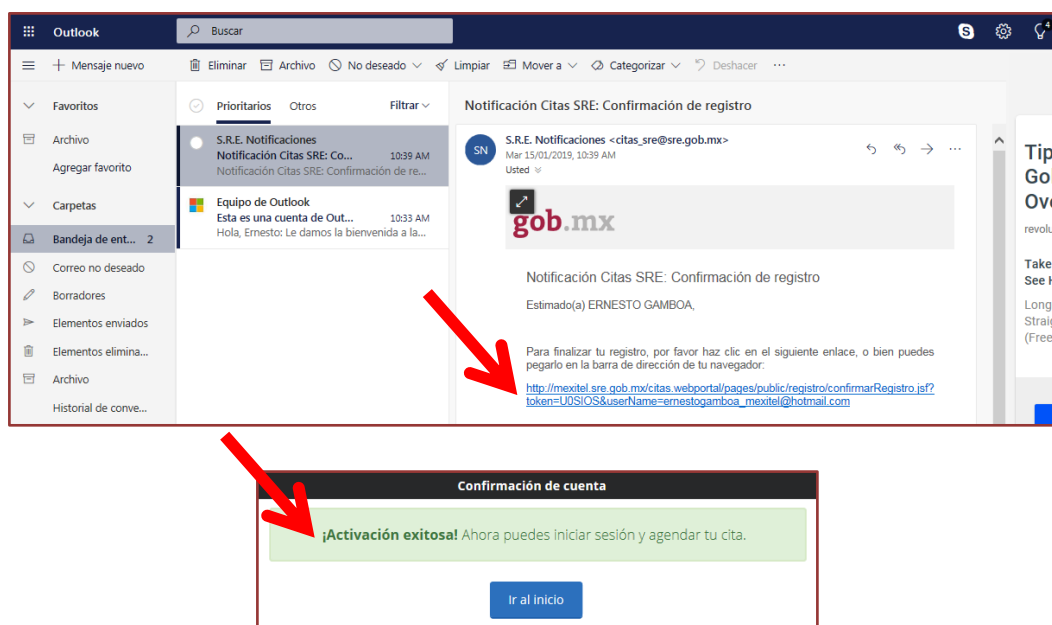 Outlook
Buscar
4
Mensaje nuevo
Eliminar
Archivo
No deseado
Limpiar
Mover a
Categorizar
Deshacer
Favoritos
Archivo
Agregar favorito
Carpetas
Bandeja de ent... 2
Correo no deseado
Borradores
Elementos enviados
Elementos elimina...
Archivo
Historial de conve...
Prioritarios Otros Filtrar
S.R.E. Notificaciones
Notificación Citas SRE: Co... 10:39 AM
Notificación Citas SRE: Confirmación de re...
Equipo de Outlook
Esta es una cuenta de Out... 10:33 AM
Hola, Ernesto: Le damos la bienvenida a la...
Notificación Citas SRE: Confirmación de registro
SN
S.R.E. Notificaciones <citas_sre@sre.gob.mx>
Mar 15/01/2019, 10:39 AM
Usted
gob.mx
Notificación Citas SRE: Confirmación de registro
Estimado(a) ERNESTO GAMBOA,
Para finalizar tu registro, por favor haz clic en el siguiente enlace, o bien puedes
pegarlo en la barra de dirección de tu navegador:
http://mexitel.sre.gob.mx/citas.webportal/pages/public/registro/confirmarRegistro.jsf?
token=U0SIOS&userName=ernestogamboa_mexitel@hotmail.com
Tip
Go
Ove
revolu
Take
See H
Long
Straig
(Free
Confirmación de cuenta
¡Activación exitosa! Ahora puedes iniciar sesión y agendar tu cita.
Ir al inicio